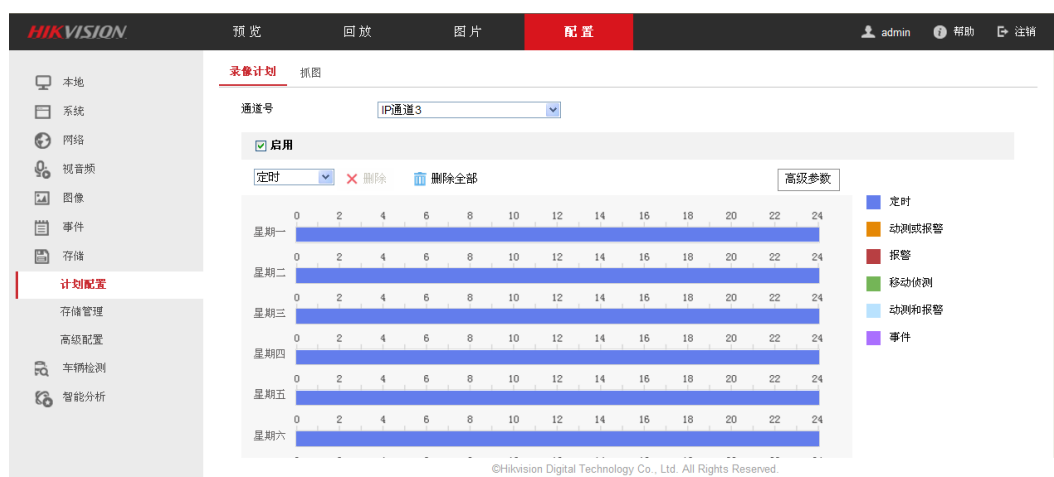 HIKVISION 预览 回放 图片 配置 admin 帮助 注销
本地
系统
网络
视音频
图像
事件
存储
计划配置
存储管理
高级配置
车辆检测
智能分析
录像计划 抓图
通道号 IP通道3
启用
定时 删除 删除全部 高级参数
0 2 4 6 8 10 12 14 16 18 20 22 24
星期一
0 2 4 6 8 10 12 14 16 18 20 22 24
星期二
0 2 4 6 8 10 12 14 16 18 20 22 24
星期三
0 2 4 6 8 10 12 14 16 18 20 22 24
星期四
0 2 4 6 8 10 12 14 16 18 20 22 24
星期五
0 2 4 6 8 10 12 14 16 18 20 22 24
星期六
定时
动测或报警
报警
移动侦测
动测和报警
事件
©Hikvision Digital Technology Co., Ltd. All Rights Reserved.